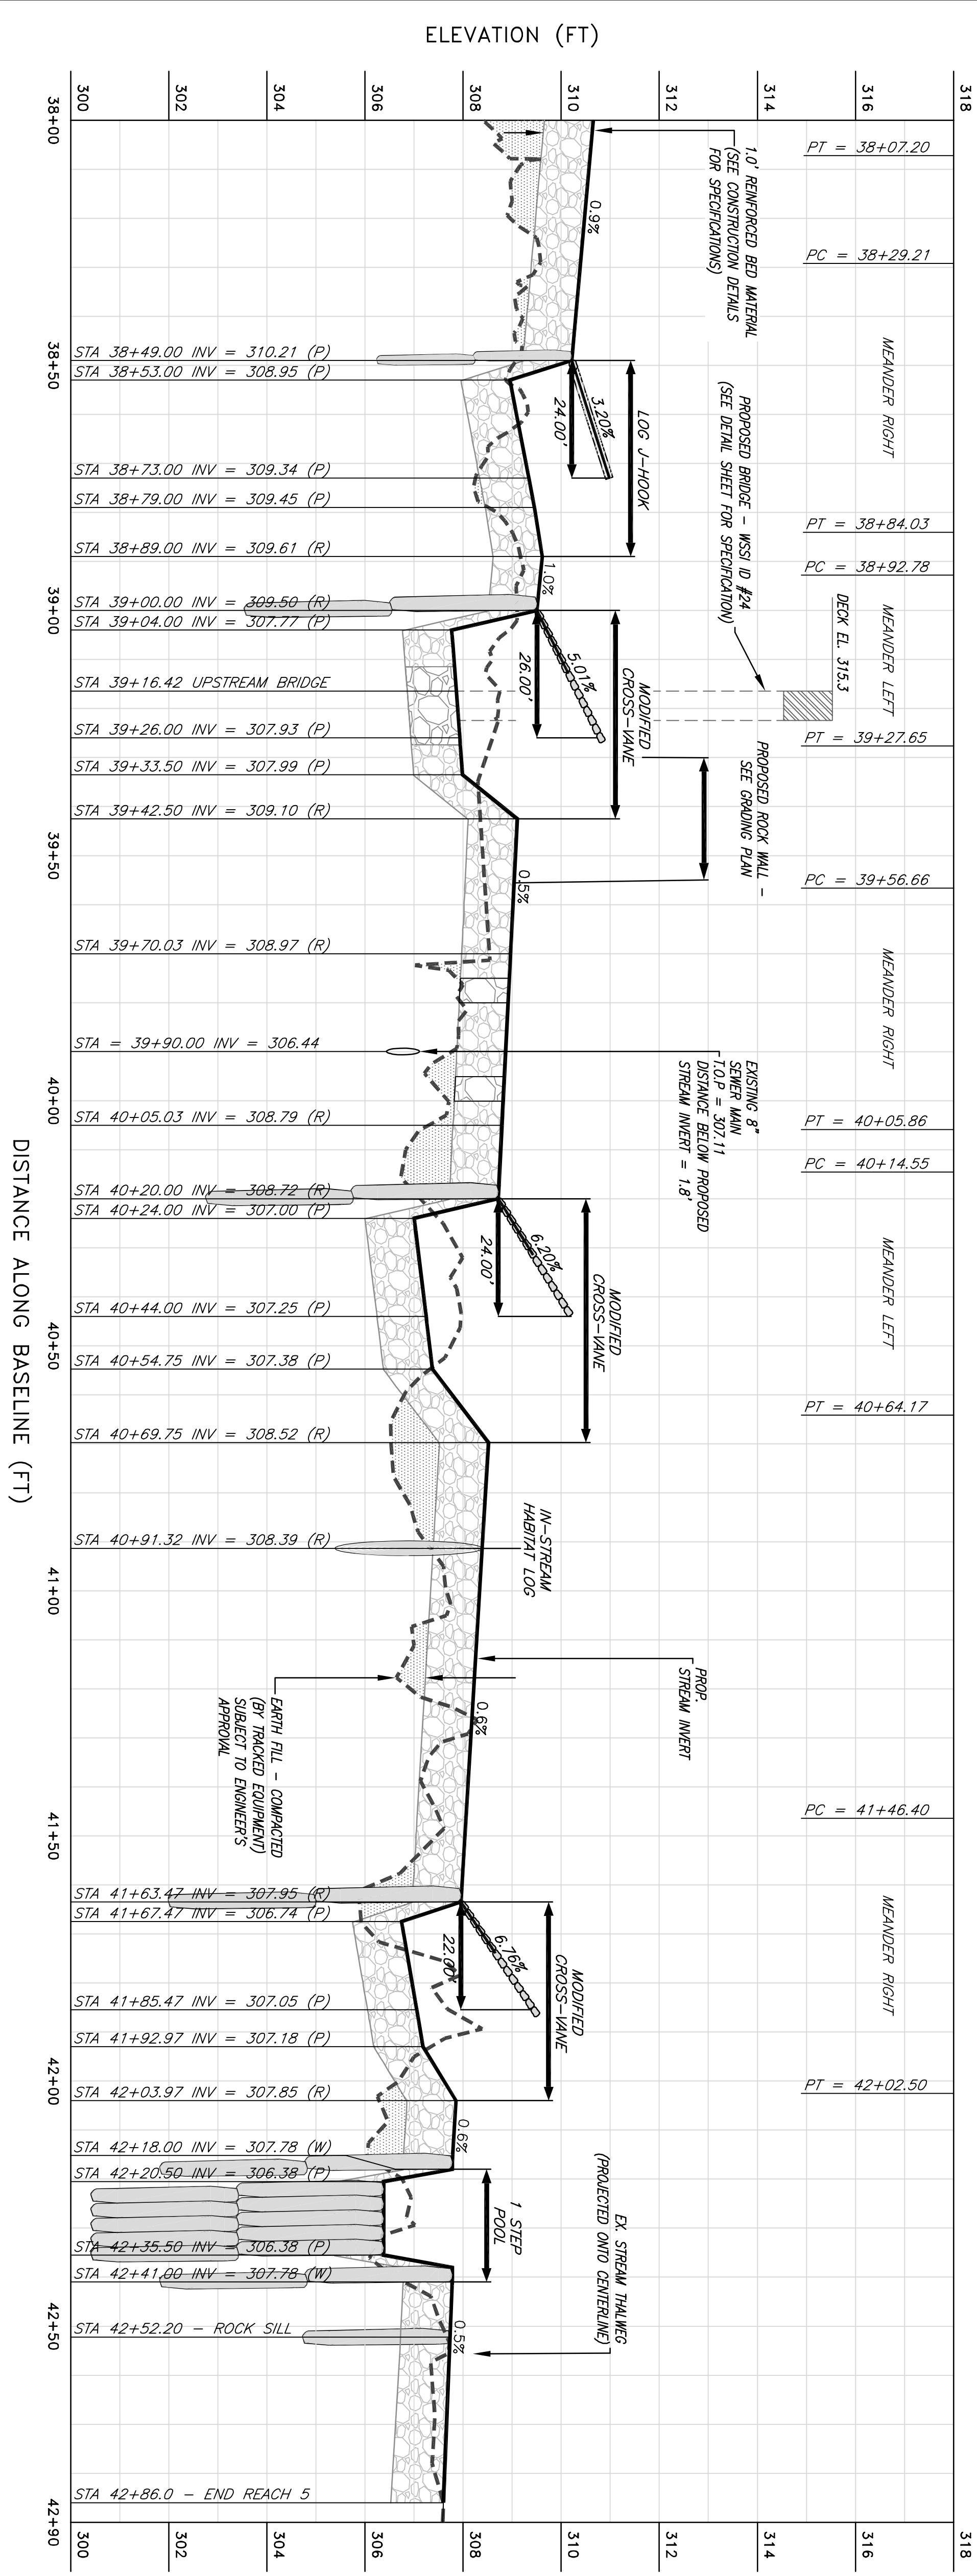 ELEVATION (FT)
318
316
314
312
310
308
306
304
302
300
318
316
314
312
310
308
306
304
302
300
PT = 38+07.20
PC = 38+29.21
MEANDER RIGHT
PT = 38+84.03
PC = 38+92.78
MEANDER LEFT
PT = 39+27.65
PC = 39+56.66
MEANDER RIGHT
PT = 40+05.86
PC = 40+14.55
MEANDER LEFT
PT = 40+64.17
PC = 41+46.40
MEANDER RIGHT
PT = 42+02.50
1.0' REINFORCED BED MATERIAL
(SEE CONSTRUCTION DETAILS
FOR SPECIFICATIONS)
0.9%
LOG J-HOOK
3.20%
24.00'
PROPOSED BRIDGE - WSSI ID #24
(SEE DETAIL SHEET FOR SPECIFICATION)
DECK EL. 315.3
1.0%
MODIFIED
CROSS-VANE
5.01%
26.00'
PROPOSED ROCK WALL -
SEE GRADING PLAN
0.5%
EXISTING 8"
SEWER MAIN
T.O.P = 307.11
DISTANCE BELOW PROPOSED
STREAM INVERT = 1.8'
MODIFIED
CROSS-VANE
6.20%
24.00'
IN-STREAM
HABITAT LOG
PROP.
STREAM INVERT
0.6%
EARTH FILL - COMPACTED
(BY TRACKED EQUIPMENT)
SUBJECT TO ENGINEER'S
APPROVAL
MODIFIED
CROSS-VANE
6.76%
22.00'
0.6%
1 STEP
POOL
EX. STREAM THALWEG
(PROJECTED ONTO CENTERLINE)
0.5%
STA 38+49.00 INV = 310.21 (P)
STA 38+53.00 INV = 308.95 (P)
STA 38+73.00 INV = 309.34 (P)
STA 38+79.00 INV = 309.45 (P)
STA 38+89.00 INV = 309.61 (R)
STA 39+00.00 INV = 309.50 (R)
STA 39+04.00 INV = 307.77 (P)
STA 39+16.42 UPSTREAM BRIDGE
STA 39+26.00 INV = 307.93 (P)
STA 39+33.50 INV = 307.99 (P)
STA 39+42.50 INV = 309.10 (R)
STA 39+70.03 INV = 308.97 (R)
STA = 39+90.00 INV = 306.44
STA 40+05.03 INV = 308.79 (R)
STA 40+20.00 INV = 308.72 (R)
STA 40+24.00 INV = 307.00 (P)
STA 40+44.00 INV = 307.25 (P)
STA 40+54.75 INV = 307.38 (P)
STA 40+69.75 INV = 308.52 (R)
STA 40+91.32 INV = 308.39 (R)
STA 41+63.47 INV = 307.95 (R)
STA 41+67.47 INV = 306.74 (P)
STA 41+85.47 INV = 307.05 (P)
STA 41+92.97 INV = 307.18 (P)
STA 42+03.97 INV = 307.85 (R)
STA 42+18.00 INV = 307.78 (W)
STA 42+20.50 INV = 306.38 (P)
STA 42+35.50 INV = 306.38 (P)
STA 42+41.00 INV = 307.78 (W)
STA 42+52.20 - ROCK SILL
STA 42+86.0 - END REACH 5
38+00
38+50
39+00
39+50
40+00
40+50
41+00
41+50
42+00
42+50
42+90
DISTANCE ALONG BASELINE (FT)